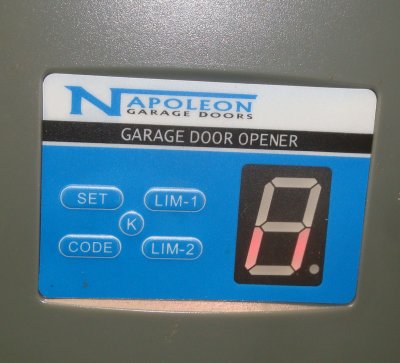 NAPOLEON
GARAGE DOORS
GARAGE DOOR OPENER
SET LIM-1
K
CODE LIM-2